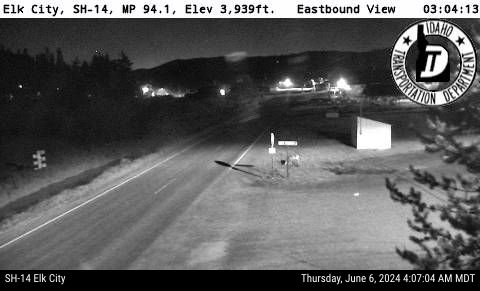 Elk City, SH-14, MP 94.1, Elev 3,939ft. Eastbound View 03:04:13
IDAHO
TRANSPORTATION DEPARTMENT
SH-14 Elk City Thursday, June 6, 2024 4:07:04 AM MDT